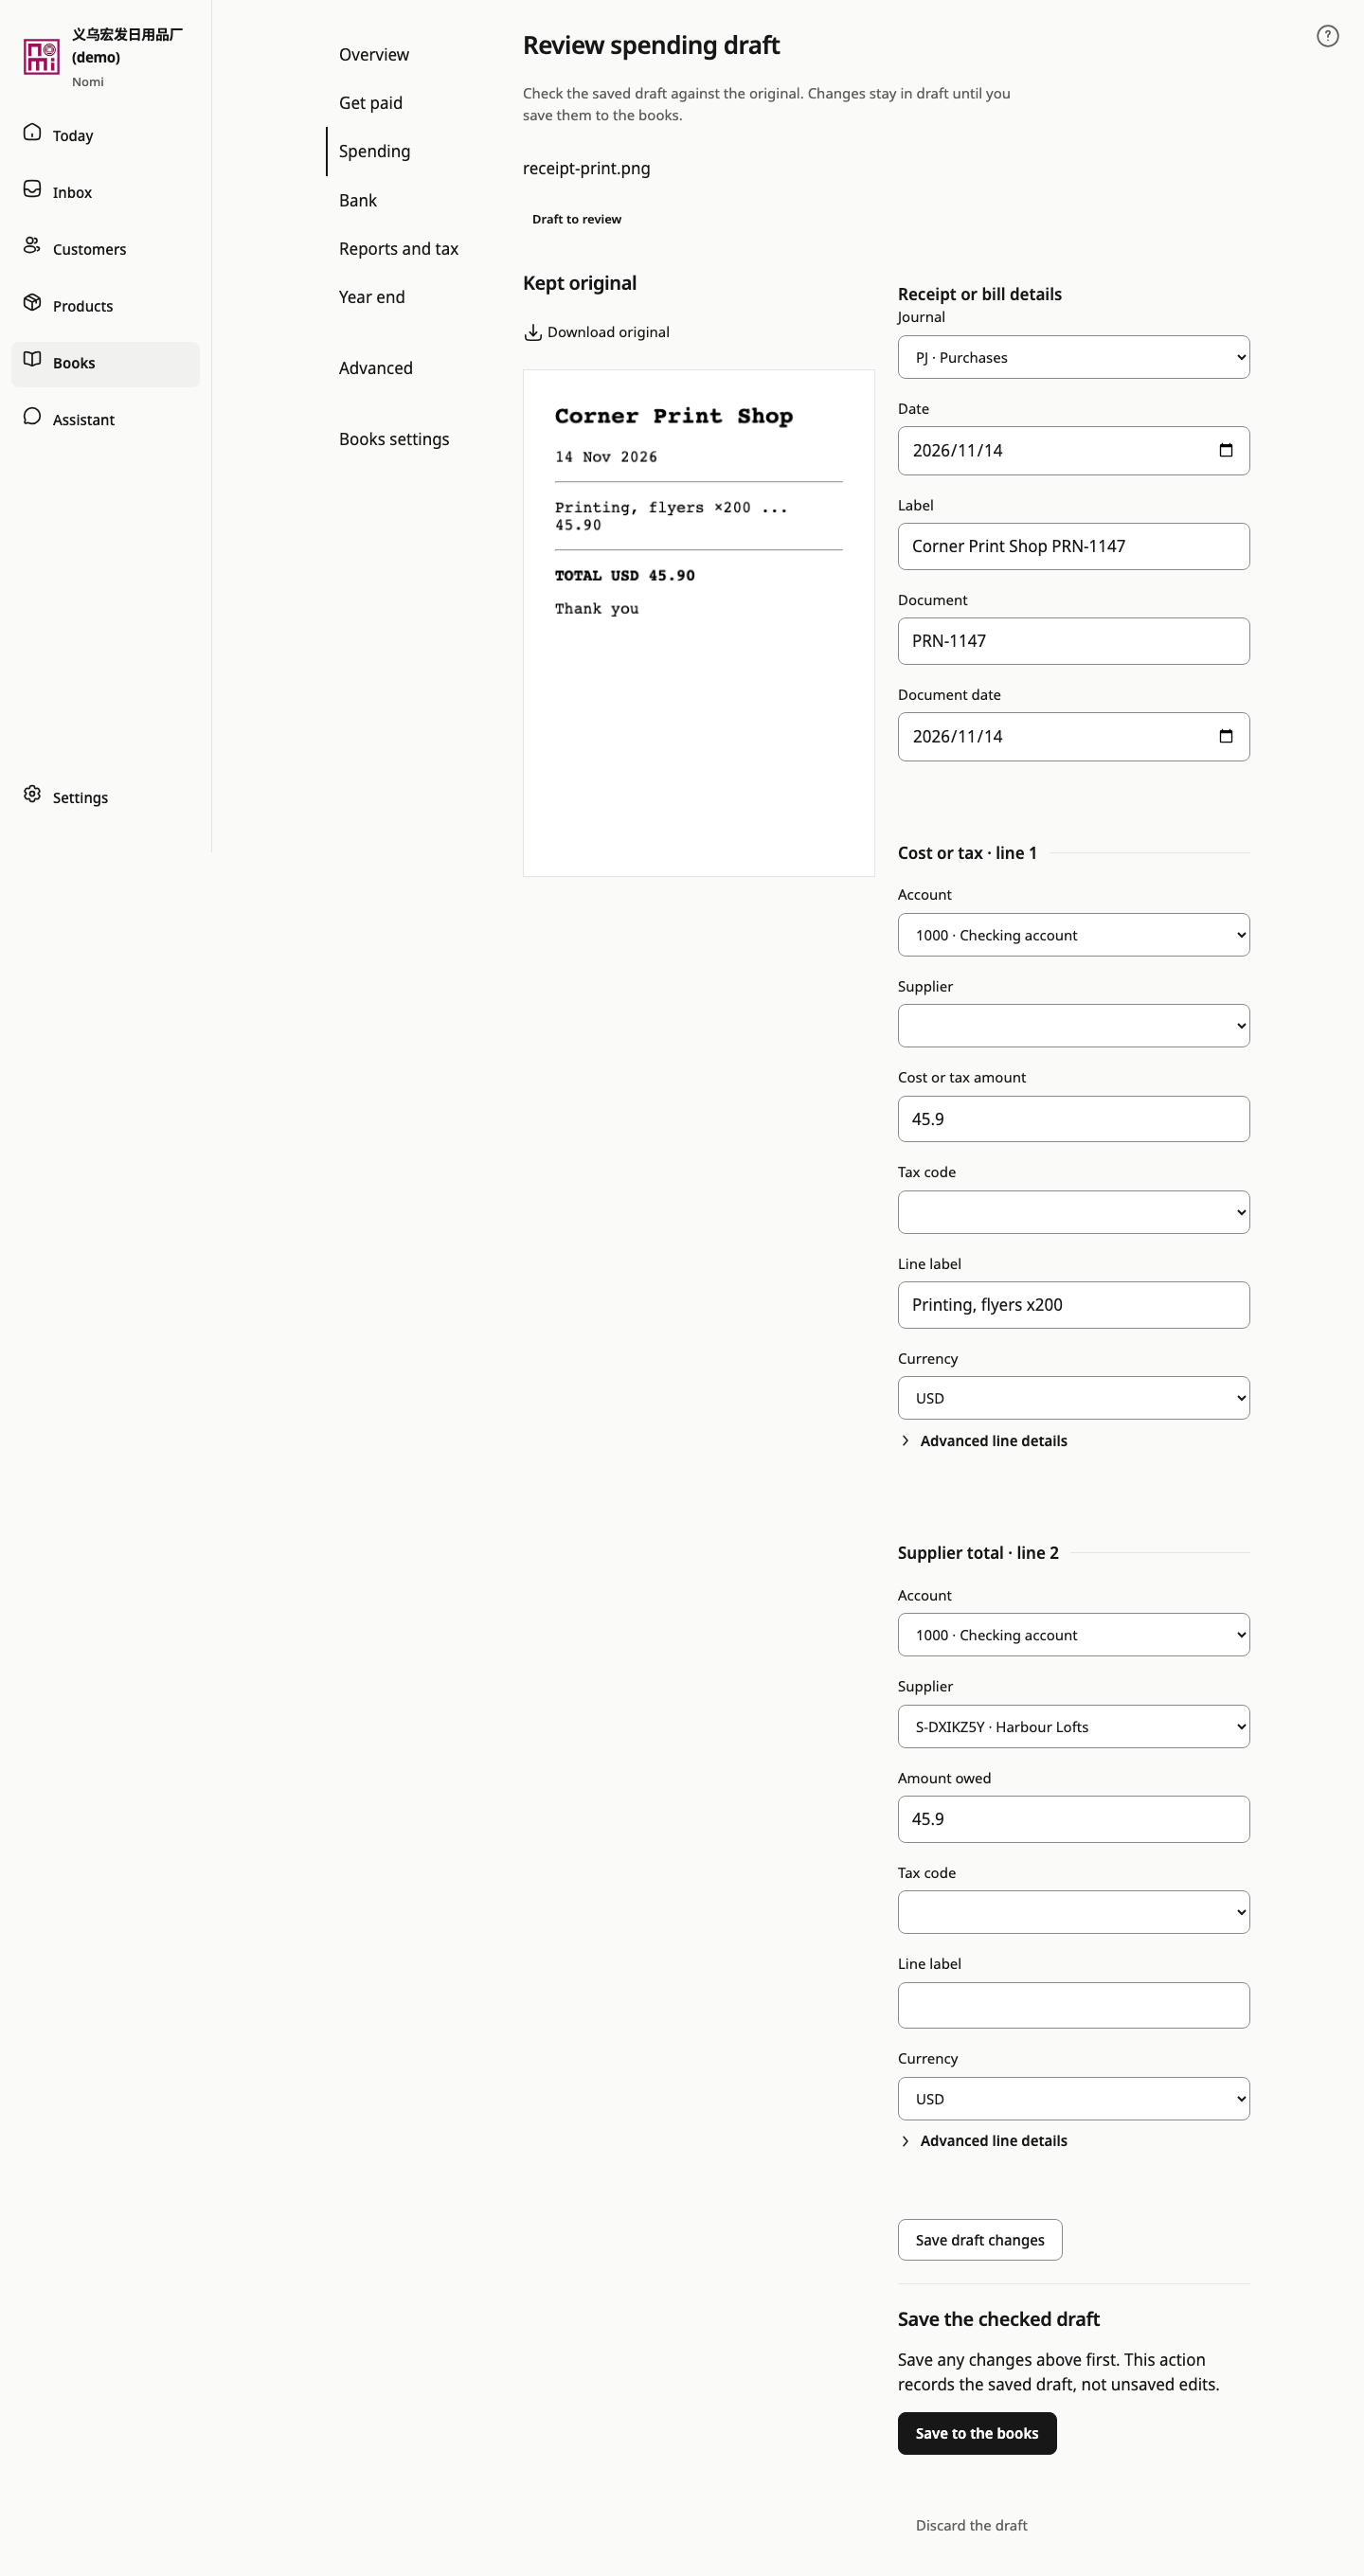 义乌宏发日用品厂
(demo)
Nomi
Today
Inbox
Customers
Products
Books
Assistant
Settings
Overview
Get paid
Spending
Bank
Reports and tax
Year end
Advanced
Books settings
Review spending draft
Check the saved draft against the original. Changes stay in draft until you
save them to the books.
receipt-print.png
Draft to review
Kept original
Download original
Corner Print Shop
14 Nov 2026
Printing, flyers ×200 ...
45.90
TOTAL USD 45.90
Thank you
Receipt or bill details
Journal
PJ · Purchases
Date
2026/11/14
Label
Corner Print Shop PRN-1147
Document
PRN-1147
Document date
2026/11/14
Cost or tax · line 1
Account
1000 · Checking account
Supplier
Cost or tax amount
45.9
Tax code
Line label
Printing, flyers x200
Currency
USD
Advanced line details
Supplier total · line 2
Account
1000 · Checking account
Supplier
S-DXIKZ5Y · Harbour Lofts
Amount owed
45.9
Tax code
Line label
Currency
USD
Advanced line details
Save draft changes
Save the checked draft
Save any changes above first. This action
records the saved draft, not unsaved edits.
Save to the books
Discard the draft